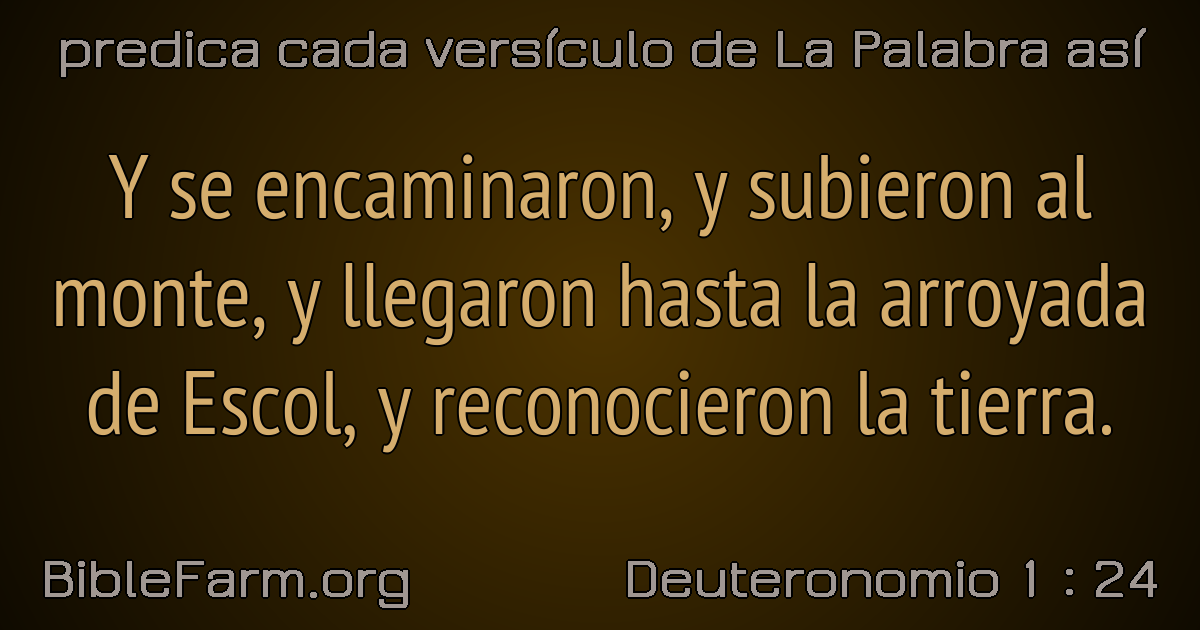 predica cada versículo de La Palabra así
Y se encaminaron, y subieron al
monte, y llegaron hasta la arroyada
de Escol, y reconocieron la tierra.
BibleFarm.org
Deuteronomio 1 : 24